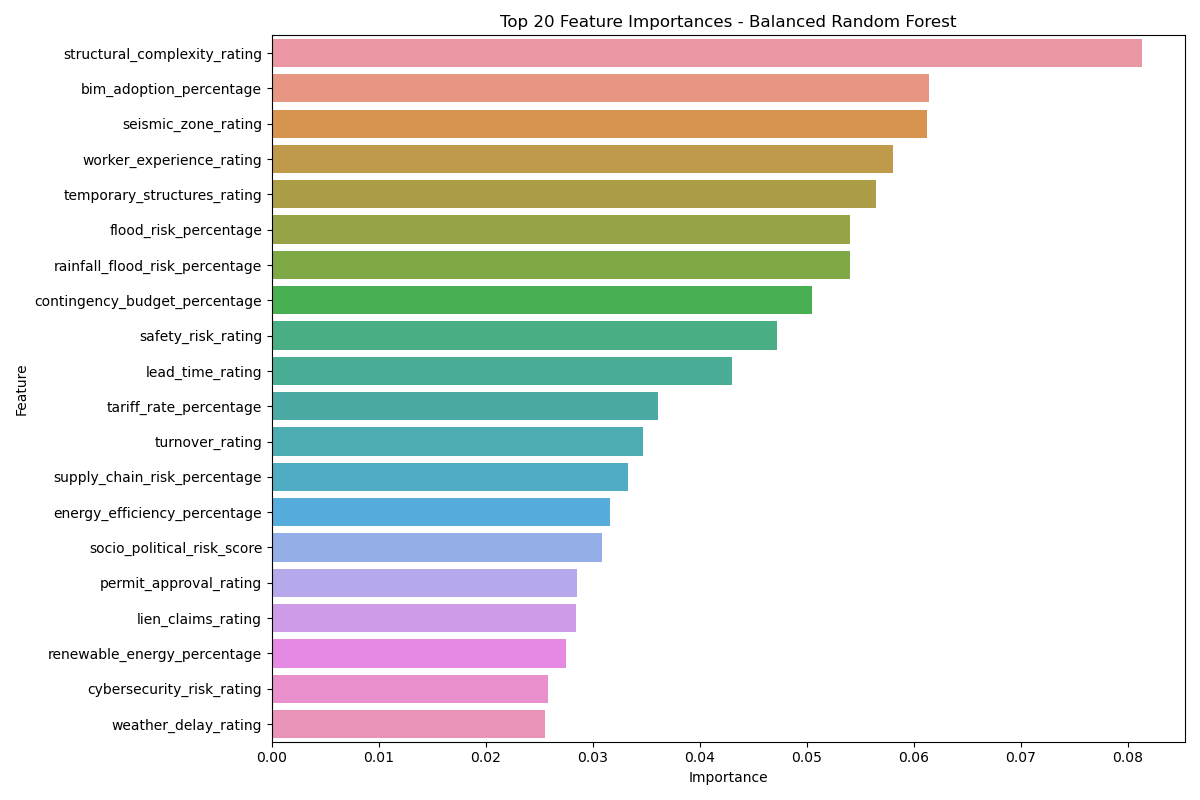 Top 20 Feature Importances - Balanced Random Forest
structural_complexity_rating
bim_adoption_percentage
seismic_zone_rating
worker_experience_rating
temporary_structures_rating
flood_risk_percentage
rainfall_flood_risk_percentage
contingency_budget_percentage
safety_risk_rating
lead_time_rating
tariff_rate_percentage
turnover_rating
supply_chain_risk_percentage
energy_efficiency_percentage
socio_political_risk_score
permit_approval_rating
lien_claims_rating
renewable_energy_percentage
cybersecurity_risk_rating
weather_delay_rating
Feature
0.00 0.01 0.02 0.03 0.04 0.05 0.06 0.07 0.08
Importance